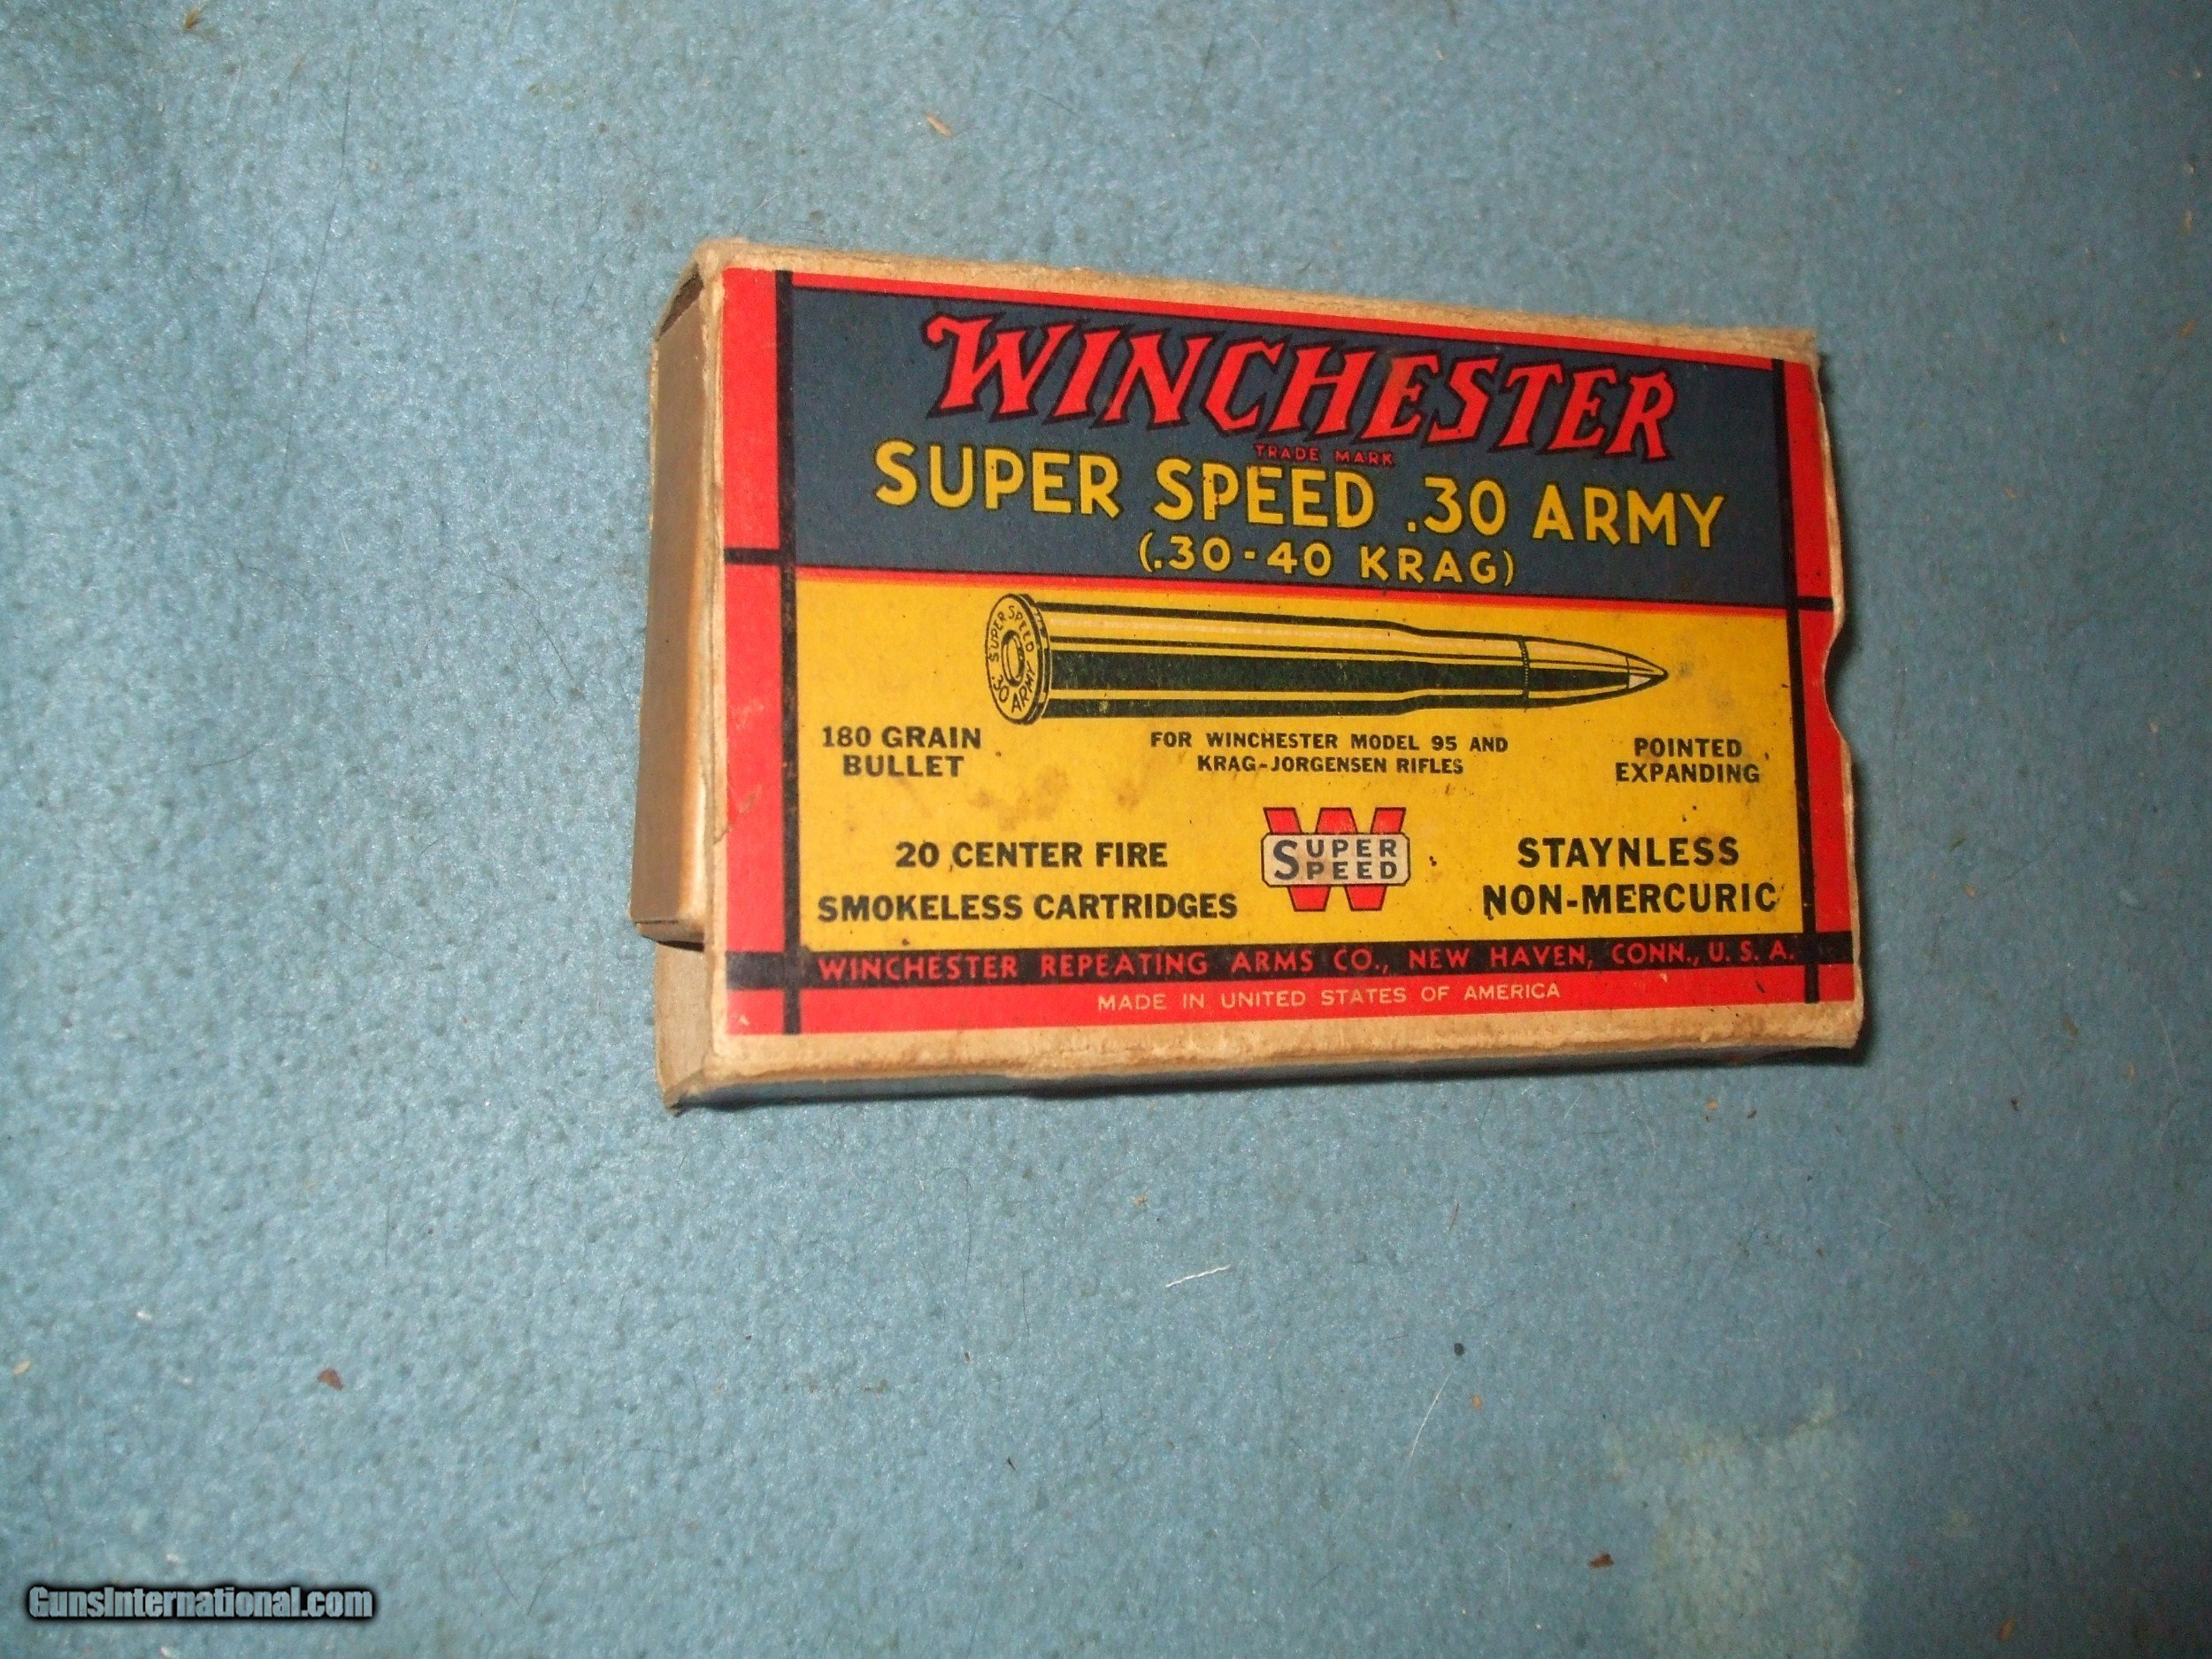 WINCHESTER
TRADE MARK
SUPER SPEED .30 ARMY
(.30-40 KRAG)
SUPER SPEED
.30 ARMY
180 GRAIN
BULLET
FOR WINCHESTER MODEL 95 AND
KRAG-JORGENSEN RIFLES
POINTED
EXPANDING
20 CENTER FIRE
SMOKELESS CARTRIDGES
W
SUPER
SPEED
STAYNLESS
NON-MERCURIC
WINCHESTER REPEATING ARMS CO., NEW HAVEN, CONN., U. S. A.
MADE IN UNITED STATES OF AMERICA
GunsInternational.com